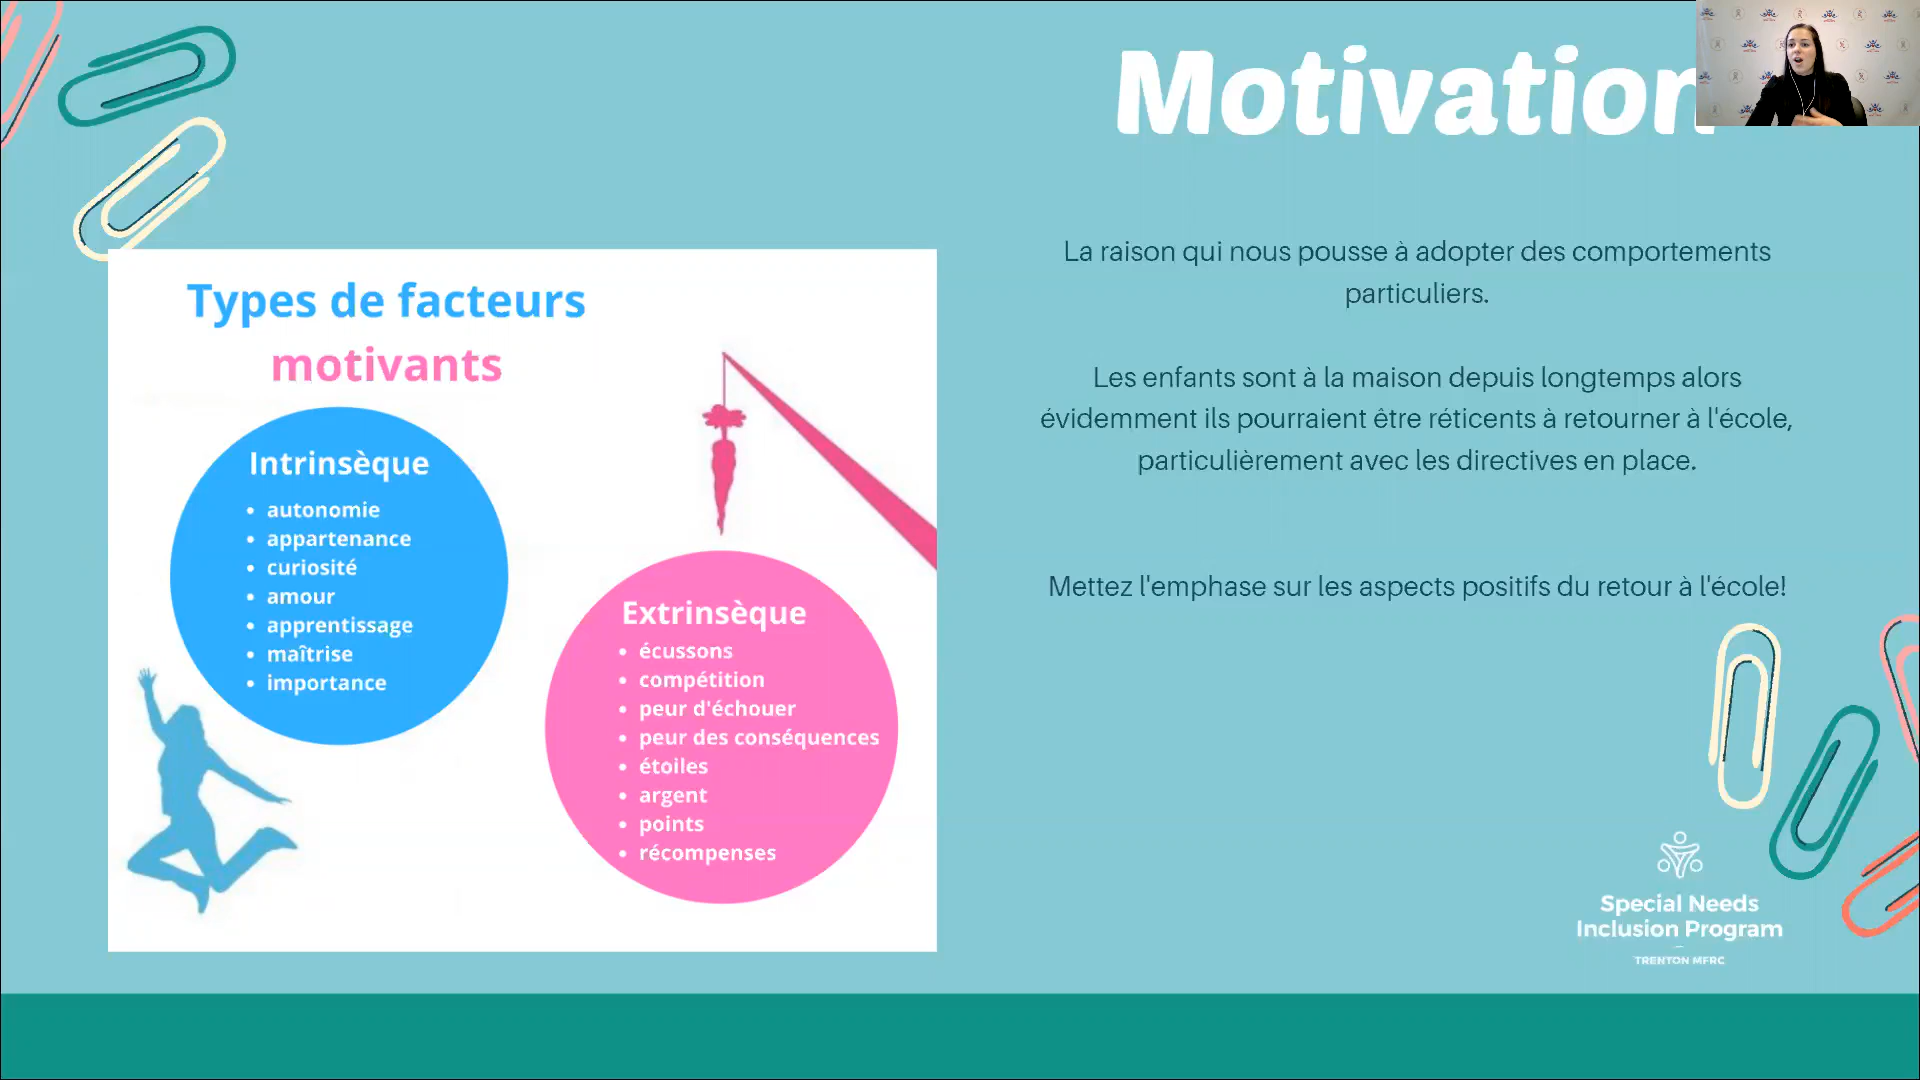 Motivation
Types de facteurs
motivants
Intrinsèque
• autonomie
• appartenance
• curiosité
• amour
• apprentissage
• maîtrise
• importance
Extrinsèque
• écussons
• compétition
• peur d'échouer
• peur des conséquences
• étoiles
• argent
• points
• récompenses
La raison qui nous pousse à adopter des comportements
particuliers.
Les enfants sont à la maison depuis longtemps alors
évidemment ils pourraient être réticents à retourner à l'école,
particulièrement avec les directives en place.
Mettez l'emphase sur les aspects positifs du retour à l'école!
Special Needs
Inclusion Program
TRENTON MFRC